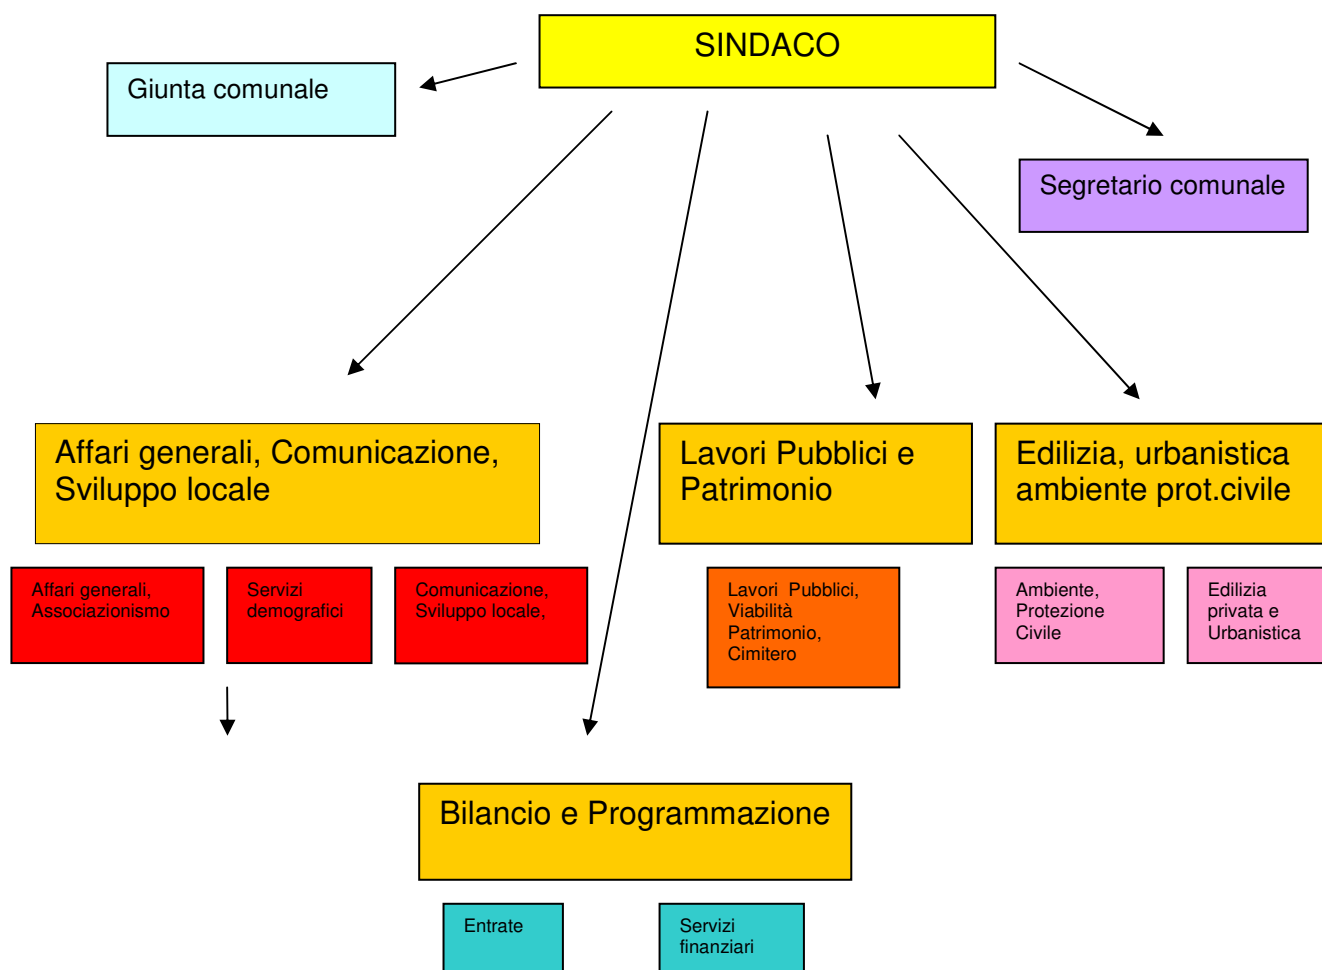 SINDACO
Giunta comunale
Segretario comunale
Affari generali, Comunicazione,
Sviluppo locale
Lavori Pubblici e
Patrimonio
Edilizia, urbanistica
ambiente prot.civile
Affari generali,
Associazionismo
Servizi
demografici
Comunicazione,
Sviluppo locale,
Lavori  Pubblici,
Viabilità
Patrimonio,
Cimitero
Ambiente,
Protezione
Civile
Edilizia
privata e
Urbanistica
Bilancio e Programmazione
Entrate
Servizi
finanziari